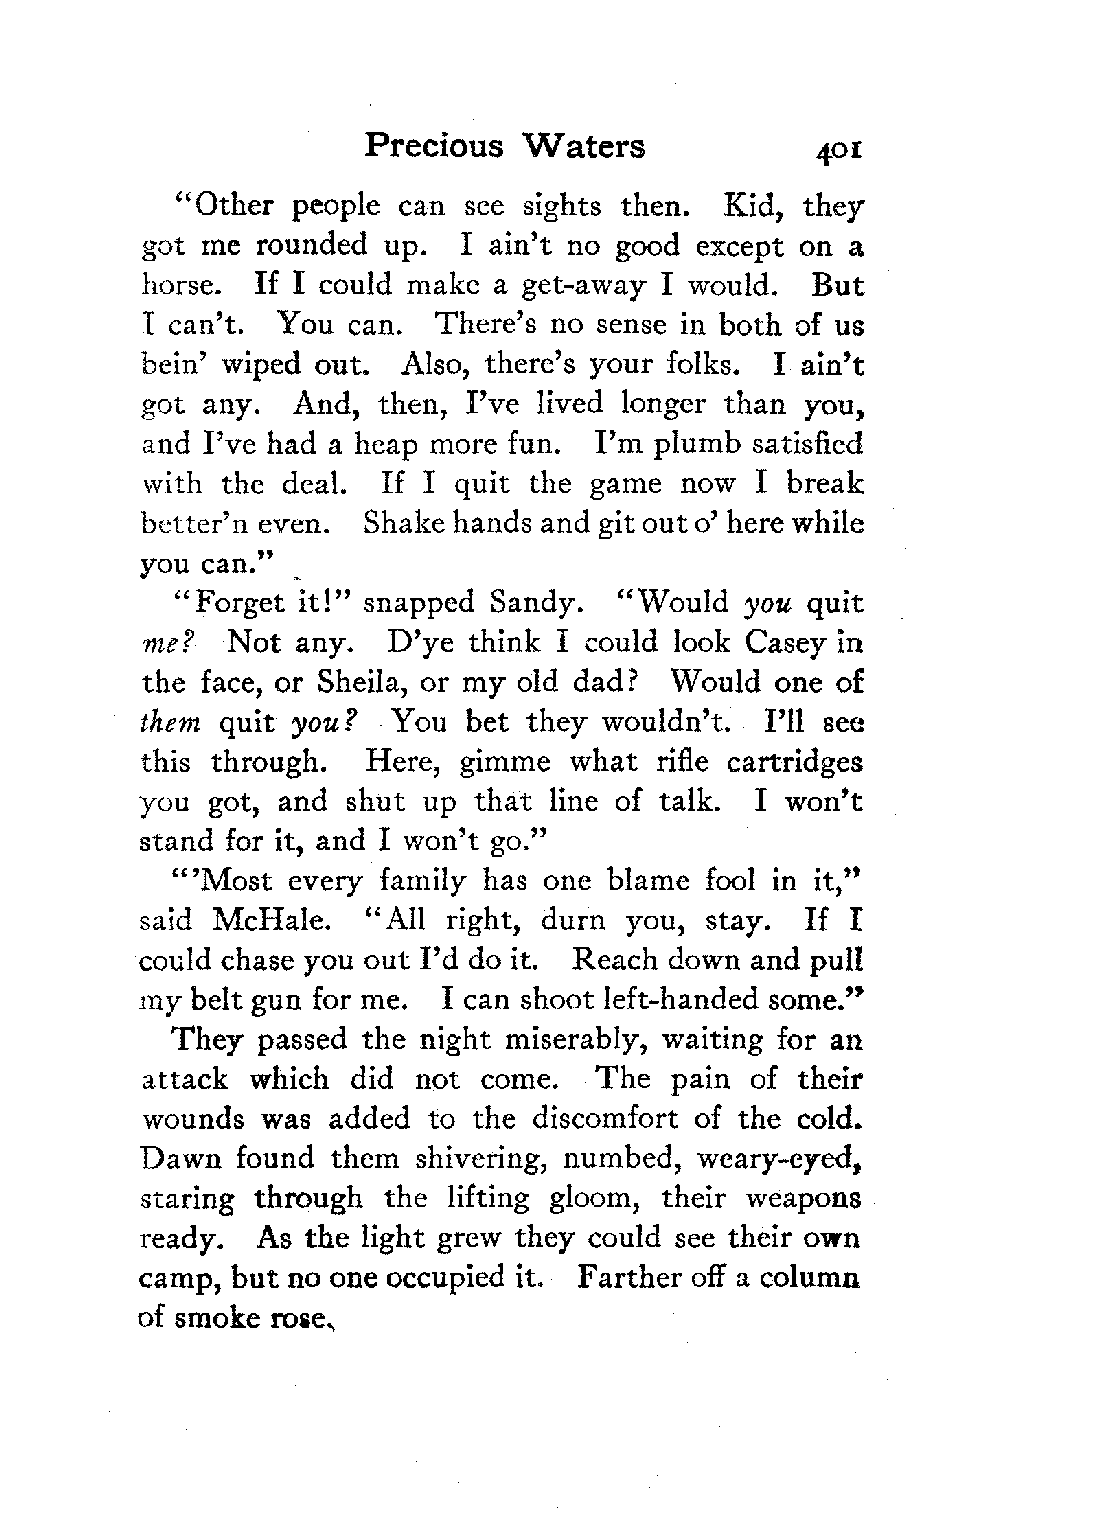 Precious Waters 401
“Other people can see sights then. Kid, they
got me rounded up. I ain’t no good except on a
horse. If I could make a get-away I would. But
I can’t. You can. There’s no sense in both of us
bein’ wiped out. Also, there’s your folks. I ain’t
got any. And, then, I’ve lived longer than you,
and I’ve had a heap more fun. I’m plumb satisfied
with the deal. If I quit the game now I break
better’n even. Shake hands and git out o’ here while
you can.”
“Forget it!” snapped Sandy. “Would you quit
me? Not any. D’ye think I could look Casey in
the face, or Sheila, or my old dad? Would one of
them quit you? You bet they wouldn’t. I’ll see
this through. Here, gimme what rifle cartridges
you got, and shut up that line of talk. I won’t
stand for it, and I won’t go.”
“’Most every family has one blame fool in it,”
said McHale. “All right, durn you, stay. If I
could chase you out I’d do it. Reach down and pull
my belt gun for me. I can shoot left-handed some.”
They passed the night miserably, waiting for an
attack which did not come. The pain of their
wounds was added to the discomfort of the cold.
Dawn found them shivering, numbed, weary-eyed,
staring through the lifting gloom, their weapons
ready. As the light grew they could see their own
camp, but no one occupied it. Farther off a column
of smoke rose.